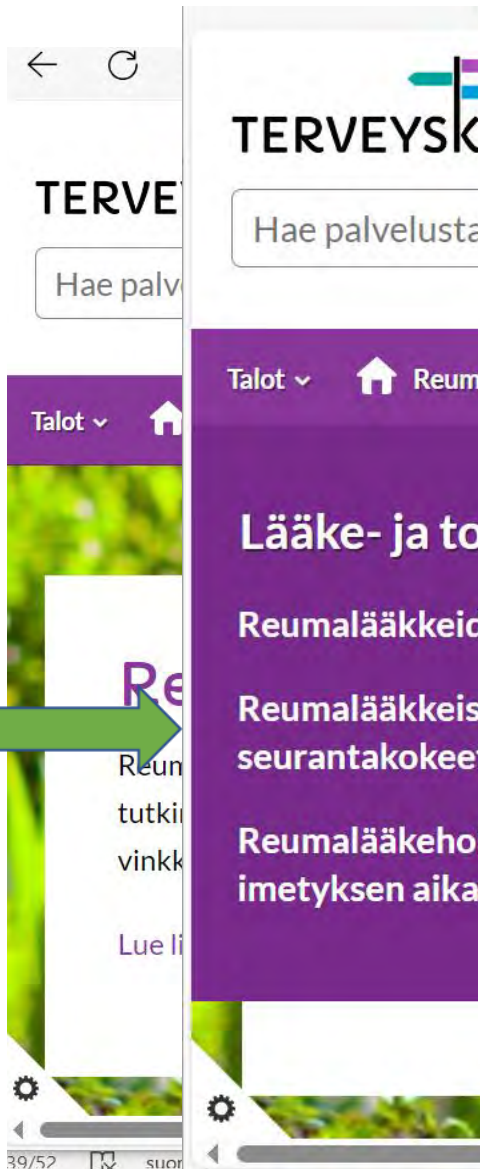 TERVE
Hae palv
Talot
Re
Reum
tutkin
vinkk
Lue li
39/52
suor
TERVEYSK
Hae palvelusta
Talot
Reum
Lääke- ja to
Reumalääkkeid
Reumalääkkeis
seurantakokeet
Reumalääkeho
imetyksen aika